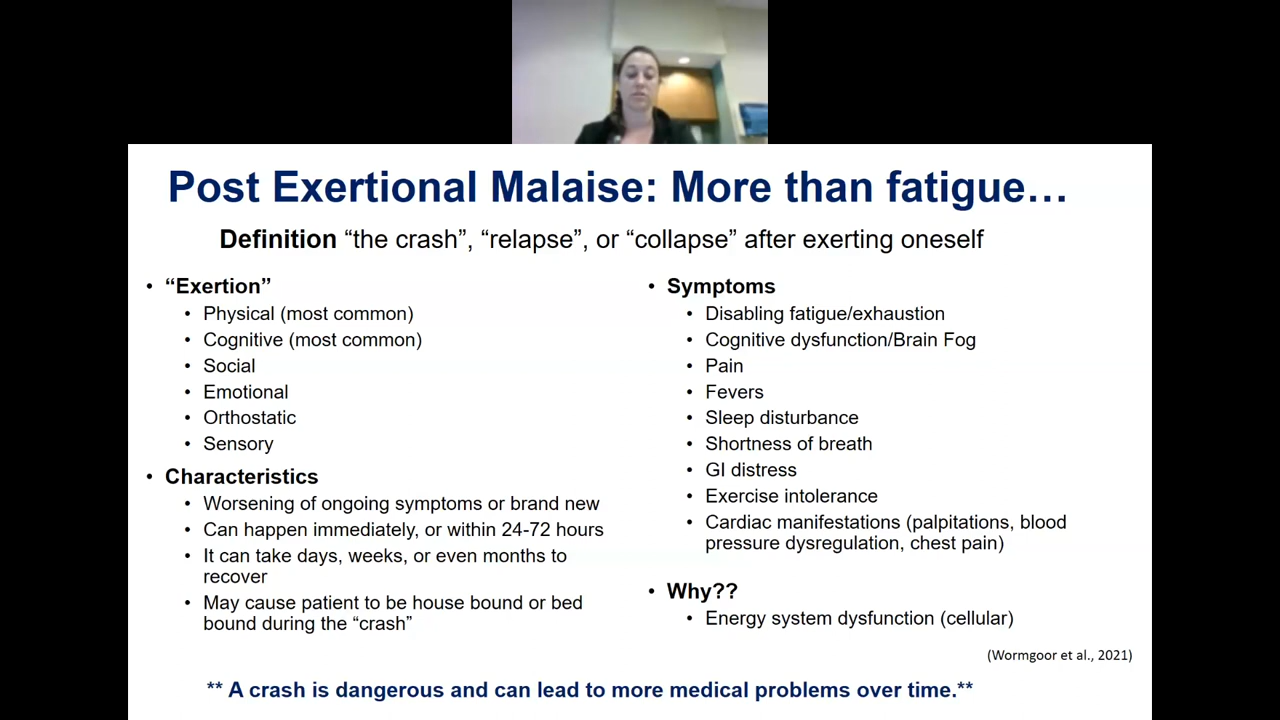 Post Exertional Malaise: More than fatigue…
Definition “the crash”, “relapse”, or “collapse” after exerting oneself
• “Exertion”
• Physical (most common)
• Cognitive (most common)
• Social
• Emotional
• Orthostatic
• Sensory
• Characteristics
• Worsening of ongoing symptoms or brand new
• Can happen immediately, or within 24-72 hours
• It can take days, weeks, or even months to
recover
• May cause patient to be house bound or bed
bound during the “crash”
• Symptoms
• Disabling fatigue/exhaustion
• Cognitive dysfunction/Brain Fog
• Pain
• Fevers
• Sleep disturbance
• Shortness of breath
• GI distress
• Exercise intolerance
• Cardiac manifestations (palpitations, blood
pressure dysregulation, chest pain)
• Why??
• Energy system dysfunction (cellular)
(Wormgoor et al., 2021)
** A crash is dangerous and can lead to more medical problems over time.**